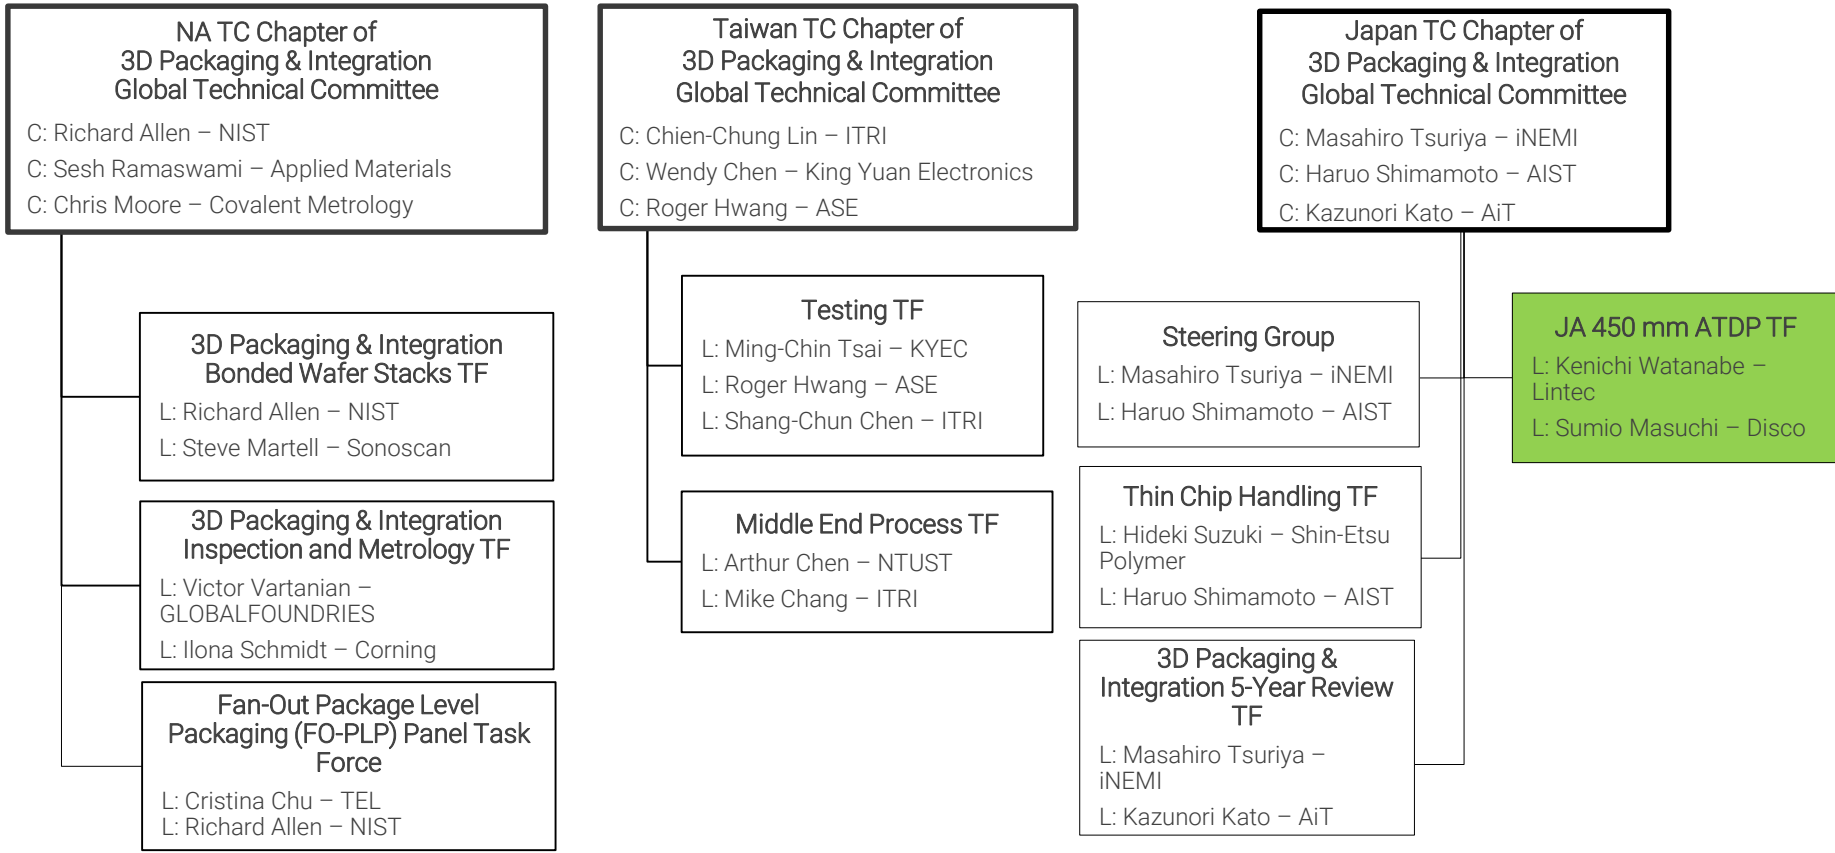 NA TC Chapter of
3D Packaging & Integration
Global Technical Committee
C: Richard Allen – NIST
C: Sesh Ramaswami – Applied Materials
C: Chris Moore – Covalent Metrology
3D Packaging & Integration
Bonded Wafer Stacks TF
L: Richard Allen – NIST
L: Steve Martell – Sonoscan
3D Packaging & Integration
Inspection and Metrology TF
L: Victor Vartanian –
GLOBALFOUNDRIES
L: Ilona Schmidt – Corning
Fan-Out Package Level
Packaging (FO-PLP) Panel Task
Force
L: Cristina Chu – TEL
L: Richard Allen – NIST
Taiwan TC Chapter of
3D Packaging & Integration
Global Technical Committee
C: Chien-Chung Lin – ITRI
C: Wendy Chen – King Yuan Electronics
C: Roger Hwang – ASE
Testing TF
L: Ming-Chin Tsai – KYEC
L: Roger Hwang – ASE
L: Shang-Chun Chen – ITRI
Middle End Process TF
L: Arthur Chen – NTUST
L: Mike Chang – ITRI
Japan TC Chapter of
3D Packaging & Integration
Global Technical Committee
C: Masahiro Tsuriya – iNEMI
C: Haruo Shimamoto – AIST
C: Kazunori Kato – AiT
Steering Group
L: Masahiro Tsuriya – iNEMI
L: Haruo Shimamoto – AIST
Thin Chip Handling TF
L: Hideki Suzuki – Shin-Etsu
Polymer
L: Haruo Shimamoto – AIST
3D Packaging &
Integration 5-Year Review
TF
L: Masahiro Tsuriya –
iNEMI
L: Kazunori Kato – AiT
JA 450 mm ATDP TF
L: Kenichi Watanabe –
Lintec
L: Sumio Masuchi – Disco